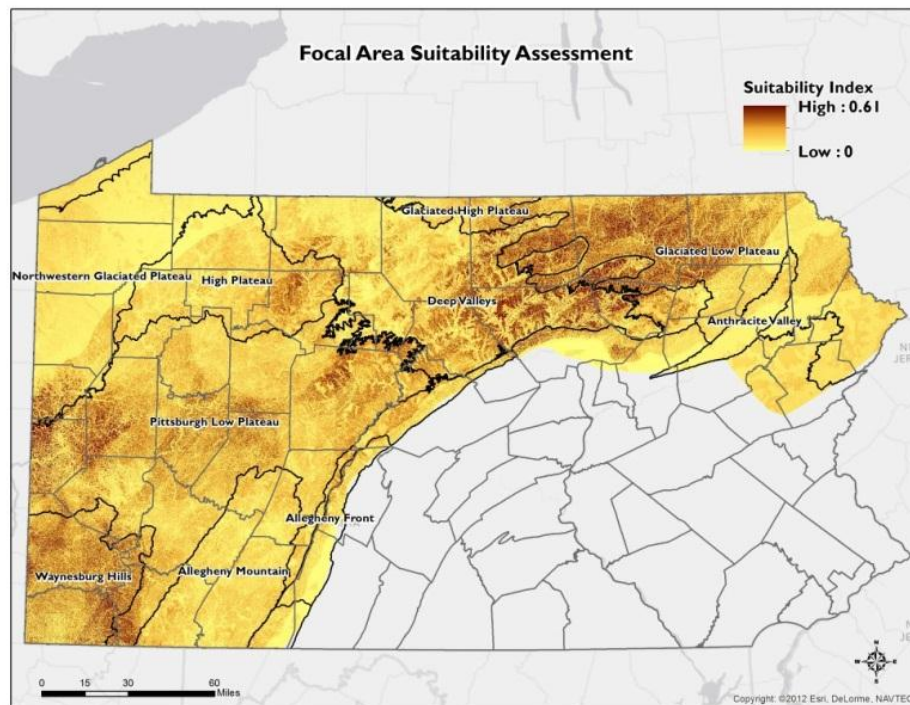 Focal Area Suitability Assessment
Suitability Index
High : 0.61
Low : 0
Glaciated High Plateau
Glaciated Low Plateau
Northwestern Glaciated Plateau
High Plateau
Deep Valleys
Anthracite Valley
Pittsburgh Low Plateau
Allegheny Front
Waynesburg Hills
Allegheny Mountain
0 15 30 60
Miles
N
W E
S
Copyright: ©2012 Esri, DeLorme, NAVTEQ